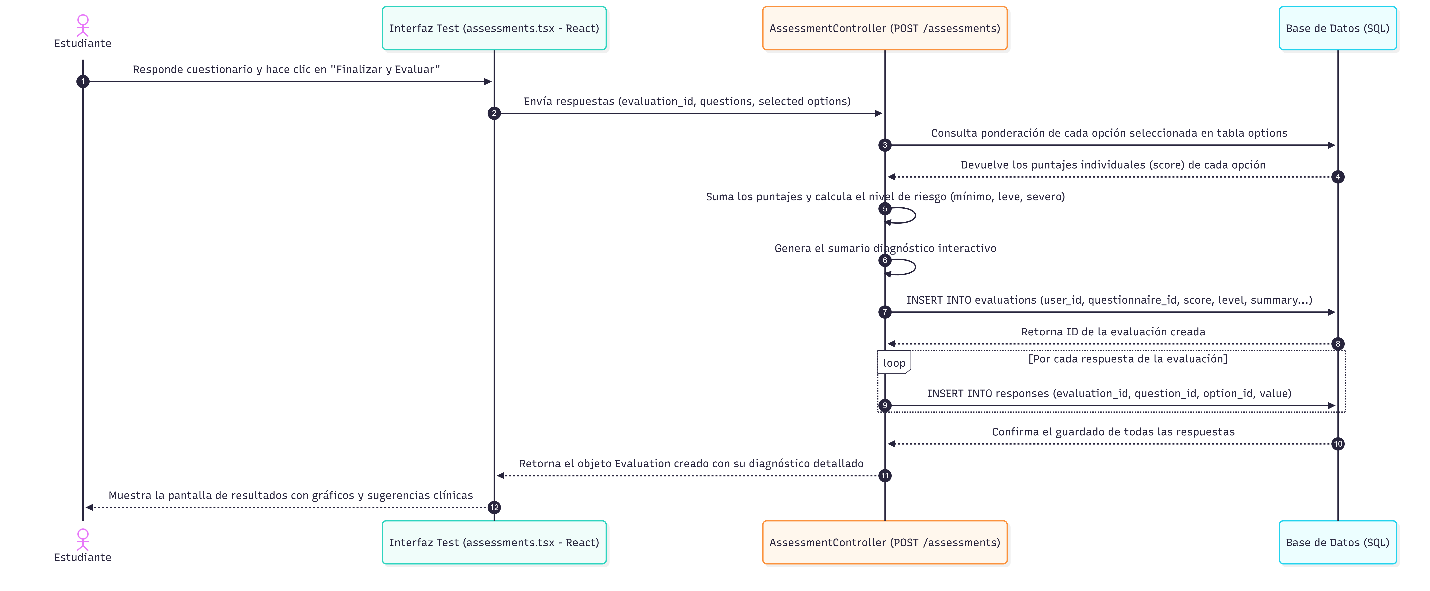 Estudiante
Interfaz Test (assessments.tsx - React)
AssessmentController (POST /assessments)
Base de Datos (SQL)
Responde cuestionario y hace clic en "Finalizar y Evaluar"
1
Envía respuestas (evaluation_id, questions, selected options)
2
Consulta ponderación de cada opción seleccionada en tabla options
3
Devuelve los puntajes individuales (score) de cada opción
4
Suma los puntajes y calcula el nivel de riesgo (mínimo, leve, severo)
5
Genera el sumario diagnóstico interactivo
6
INSERT INTO evaluations (user_id, questionnaire_id, score, level, summary...)
7
Retorna ID de la evaluación creada
8
loop
[Por cada respuesta de la evaluación]
INSERT INTO responses (evaluation_id, question_id, option_id, value)
9
Confirma el guardado de todas las respuestas
10
Retorna el objeto Evaluation creado con su diagnóstico detallado
11
Muestra la pantalla de resultados con gráficos y sugerencias clínicas
12
Estudiante
Interfaz Test (assessments.tsx - React)
AssessmentController (POST /assessments)
Base de Datos (SQL)